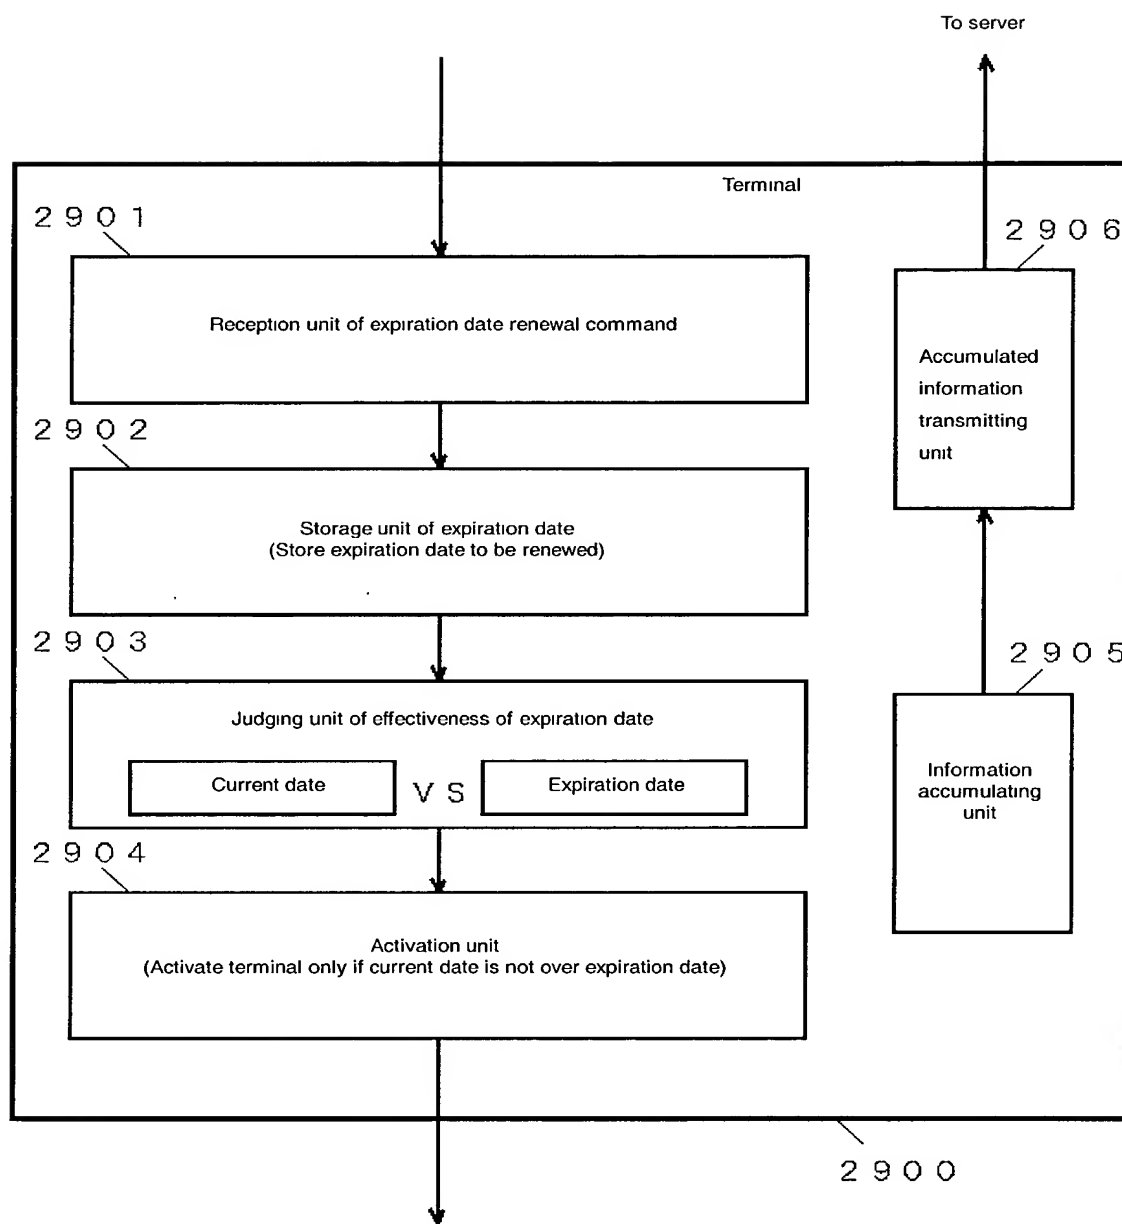 To server
Terminal
2901
2906
Reception unit of expiration date renewal command
Accumulated
information
transmitting
unit
2902
Storage unit of expiration date
(Store expiration date to be renewed)
2903
2905
Judging unit of effectiveness of expiration date
Current date
VS
Expiration date
Information
accumulating
unit
2904
Activation unit
(Activate terminal only if current date is not over expiration date)
2900